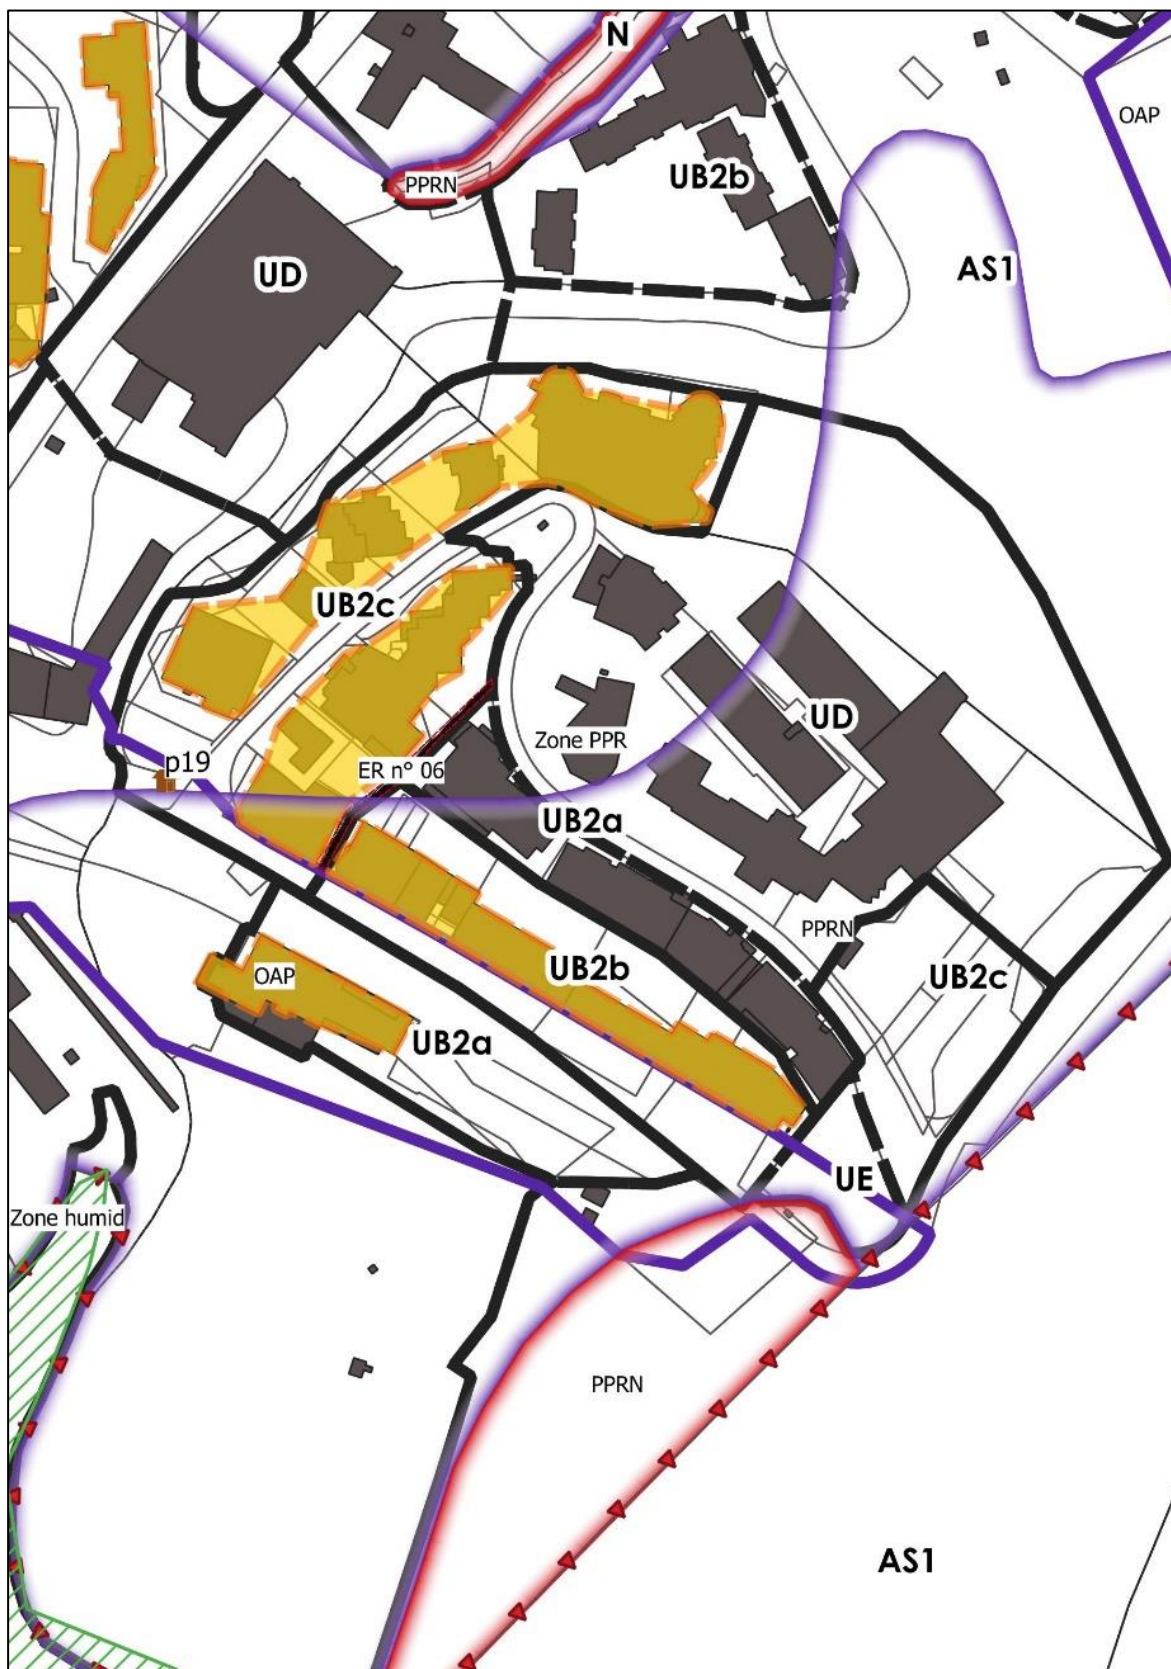 N
OAP
PPRN
UB2b
UD
AS1
UB2c
UD
Zone PPR
p19
ER n° 06
UB2a
PPRN
UB2b
UB2c
OAP
UB2a
UE
Zone humid
PPRN
AS1